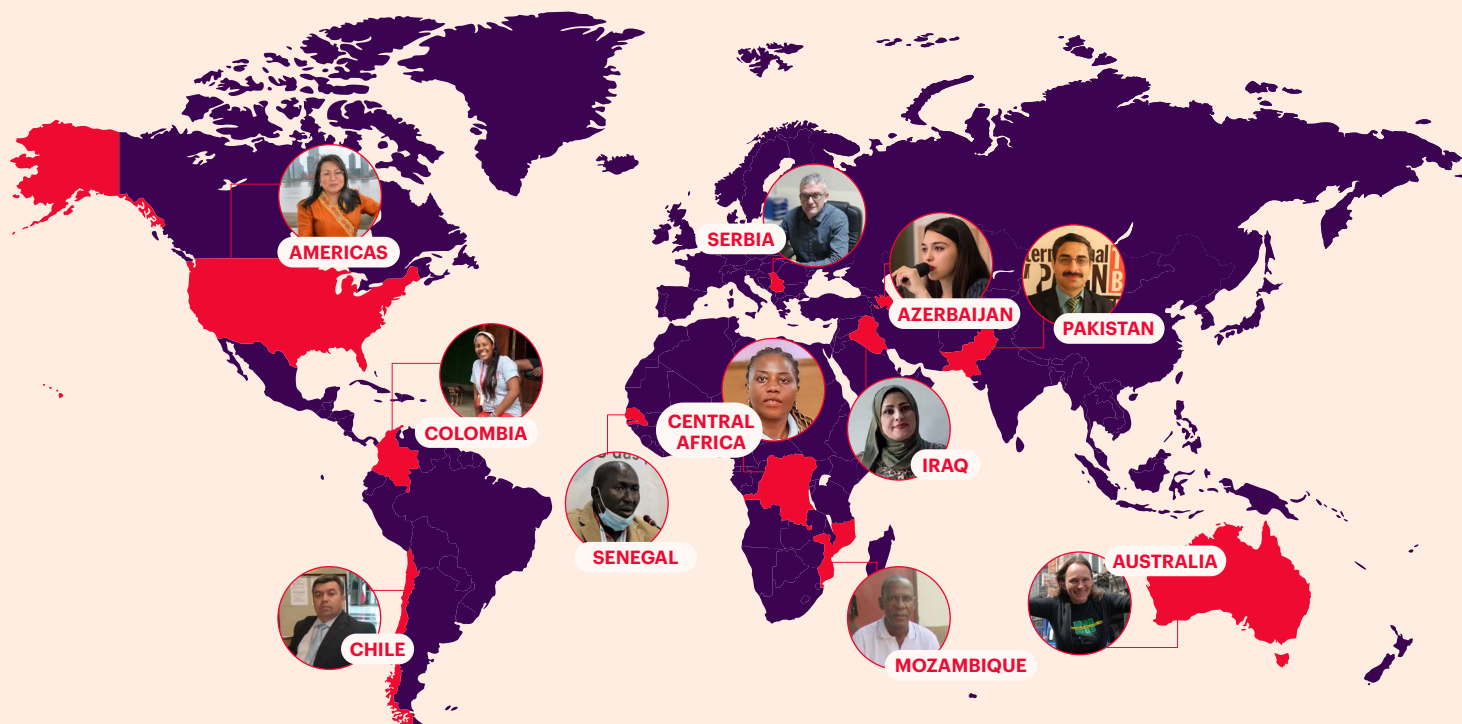 AMERICAS
SERBIA
AZERBAIJAN
PAKISTAN
COLOMBIA
CENTRAL
AFRICA
IRAQ
SENEGAL
AUSTRALIA
CHILE
MOZAMBIQUE